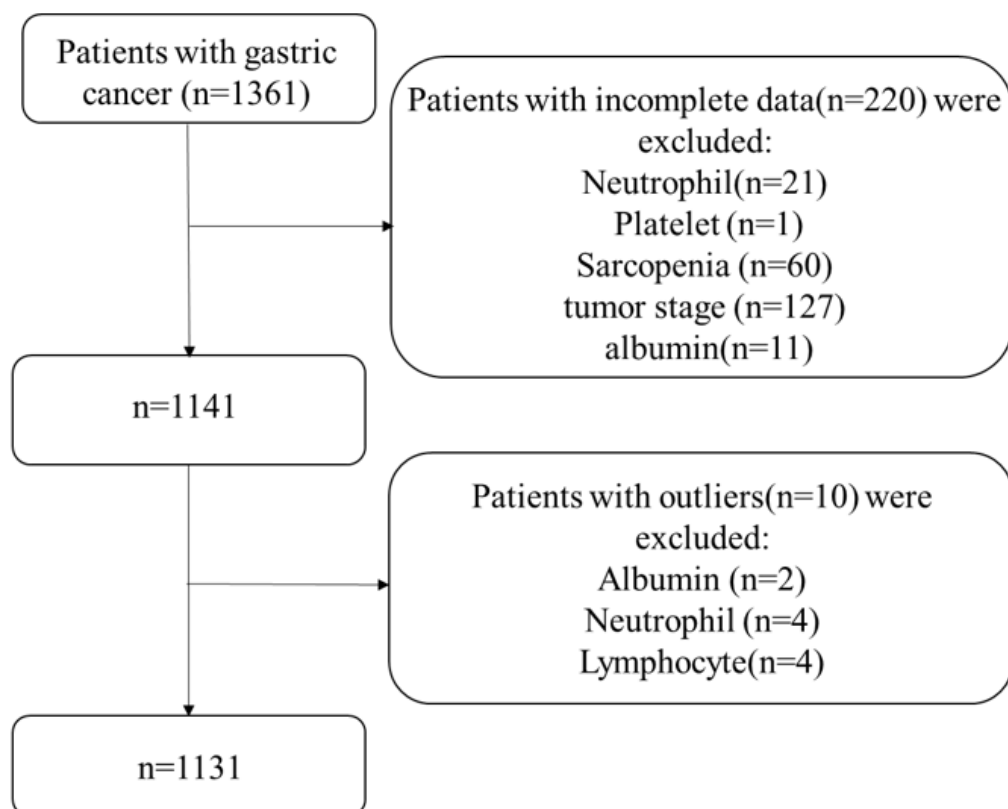 Patients with gastric
cancer (n=1361)
Patients with incomplete data(n=220) were
excluded:
Neutrophil(n=21)
Platelet (n=1)
Sarcopenia (n=60)
tumor stage (n=127)
albumin(n=11)
n=1141
Patients with outliers(n=10) were
excluded:
Albumin (n=2)
Neutrophil (n=4)
Lymphocyte(n=4)
n=1131